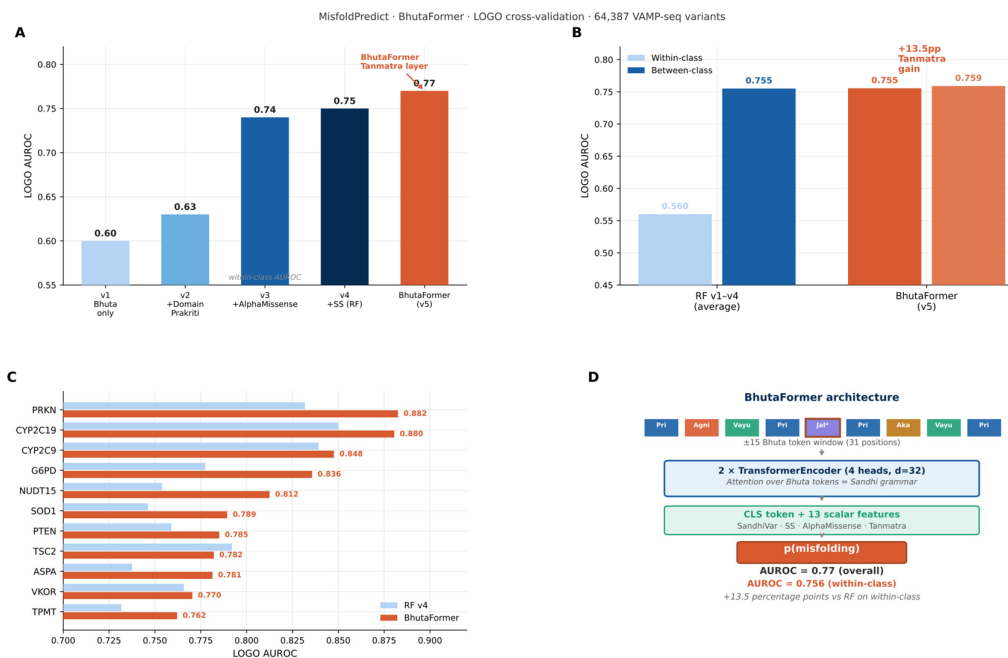 MisfoldPredict · BhutaFormer · LOGO cross-validation · 64,387 VAMP-seq variants
A
BhutaFormer
Tanmatra layer
0.60
0.63
0.74
0.75
0.77
0.80
0.75
0.70
0.65
0.60
0.55
LOGO AUROC
within-class AUROC
v1
Bhuta
only
v2
+Domain
Prakriti
v3
+AlphaMissense
v4
+SS (RF)
BhutaFormer
(v5)
B
Within-class
Between-class
+13.5pp
Tanmatra
gain
0.560
0.755
0.755
0.759
0.80
0.75
0.70
0.65
0.60
0.55
0.50
0.45
LOGO AUROC
RF v1–v4
(average)
BhutaFormer
(v5)
C
PRKN
0.882
CYP2C19
0.880
CYP2C9
0.848
G6PD
0.836
NUDT15
0.812
SOD1
0.789
PTEN
0.785
TSC2
0.782
ASPA
0.781
VKOR
0.770
TPMT
0.762
RF v4
BhutaFormer
0.700 0.725 0.750 0.775 0.800 0.825 0.850 0.875 0.900
LOGO AUROC
D
BhutaFormer architecture
Pri Agni Vayu Pri Jal* Pri Aka Vayu Pri
±15 Bhuta token window (31 positions)
2 × TransformerEncoder (4 heads, d=32)
Attention over Bhuta tokens = Sandhi grammar
CLS token + 13 scalar features
SandhiVar · SS · AlphaMissense · Tanmatra
p(misfolding)
AUROC = 0.77 (overall)
AUROC = 0.756 (within-class)
+13.5 percentage points vs RF on within-class